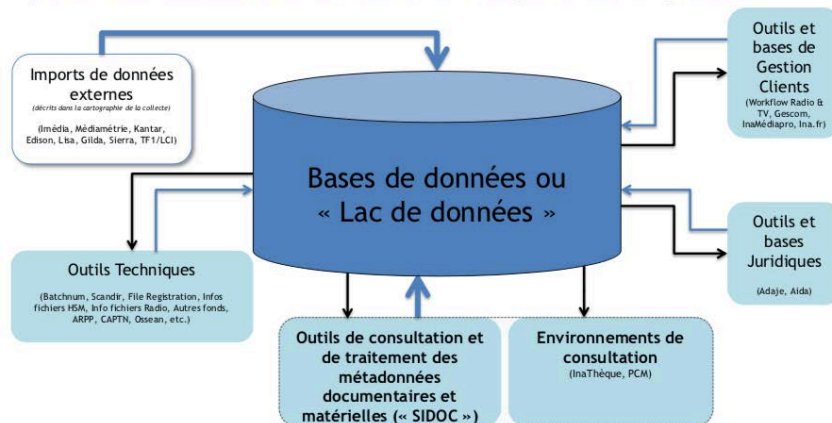 Imports de données
externes
(décrits dans la cartographie de la collecte)
(Imédia, Médiamétrie, Kantar,
Edison, Lisa, Gilda, Sierra, TF1/LCI)
Outils et
bases de
Gestion
Clients
(Workflow Radio &
TV, Gescom,
InaMédiapro, Ina.fr)
Bases de données ou
« Lac de données »
Outils Techniques
(Batchnum, Scandir, File Registration, Infos
fichiers HSM, Info fichiers Radio, Autres fonds,
ARPP, CAPTN, Ossean, etc.)
Outils et
bases
Juridiques
(Adaje, Aida)
Outils de consultation et
de traitement des
métadonnées
documentaires et
matérielles (« SIDOC »)
Environnements de
consultation
(InaThèque, PCM)